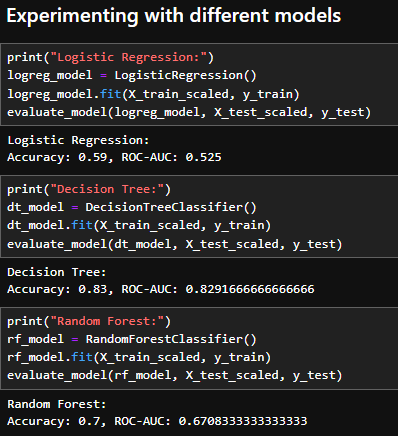 Experimenting with different models
print("Logistic Regression:")
logreg_model = LogisticRegression()
logreg_model.fit(X_train_scaled, y_train)
evaluate_model(logreg_model, X_test_scaled, y_test)
Logistic Regression:
Accuracy: 0.59, ROC-AUC: 0.525
print("Decision Tree:")
dt_model = DecisionTreeClassifier()
dt_model.fit(X_train_scaled, y_train)
evaluate_model(dt_model, X_test_scaled, y_test)
Decision Tree:
Accuracy: 0.83, ROC-AUC: 0.8291666666666666
print("Random Forest:")
rf_model = RandomForestClassifier()
rf_model.fit(X_train_scaled, y_train)
evaluate_model(rf_model, X_test_scaled, y_test)
Random Forest:
Accuracy: 0.7, ROC-AUC: 0.6708333333333333